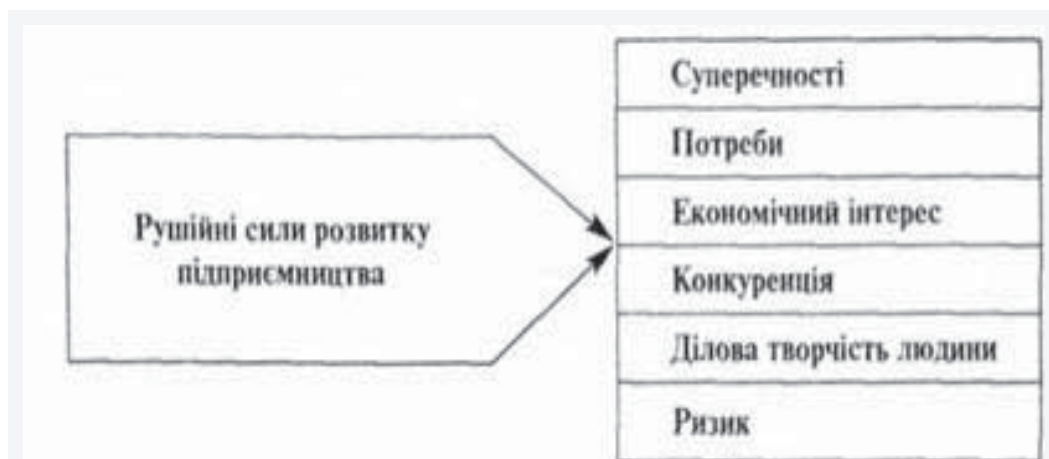 Рушійні сили розвитку
підприємництва
Суперечності
Потреби
Економічний інтерес
Конкуренція
Ділова творчість людини
Ризик